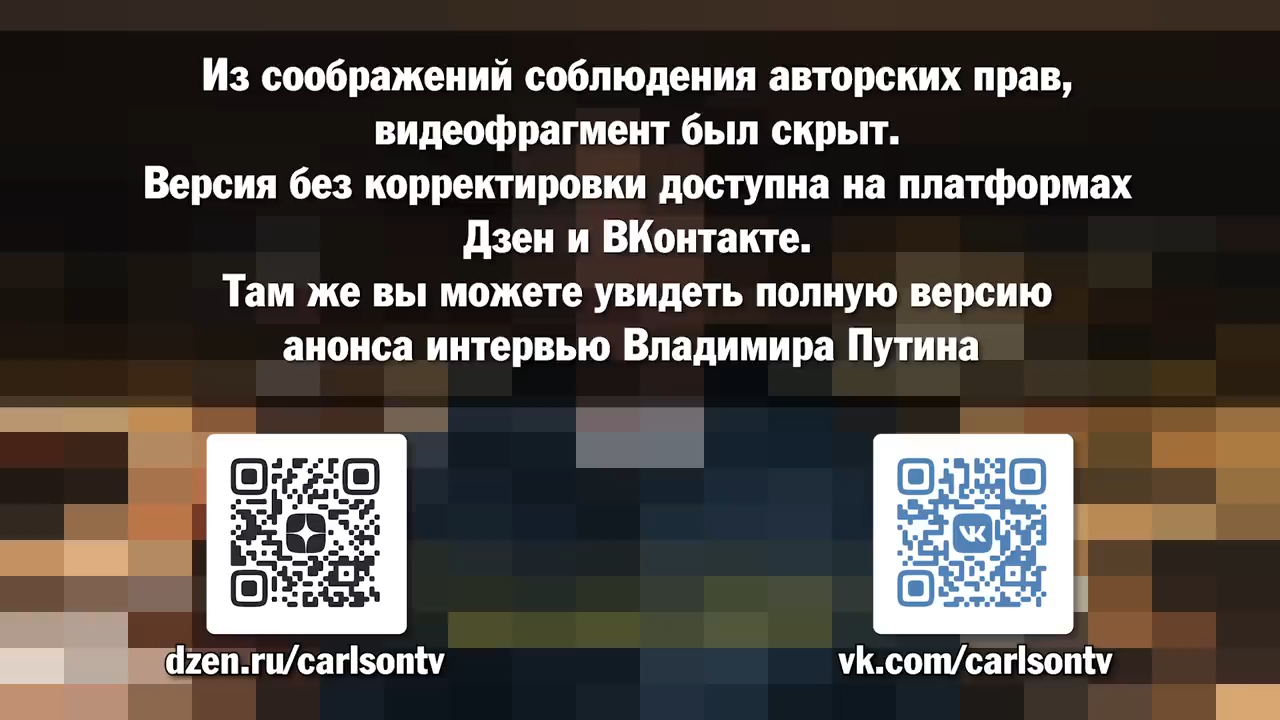 Из соображений соблюдения авторских прав,
видеофрагмент был скрыт.
Версия без корректировки доступна на платформах
Дзен и ВКонтакте.
Там же вы можете увидеть полную версию
анонса интервью Владимира Путина
dzen.ru/carlsontv
vk.com/carlsontv